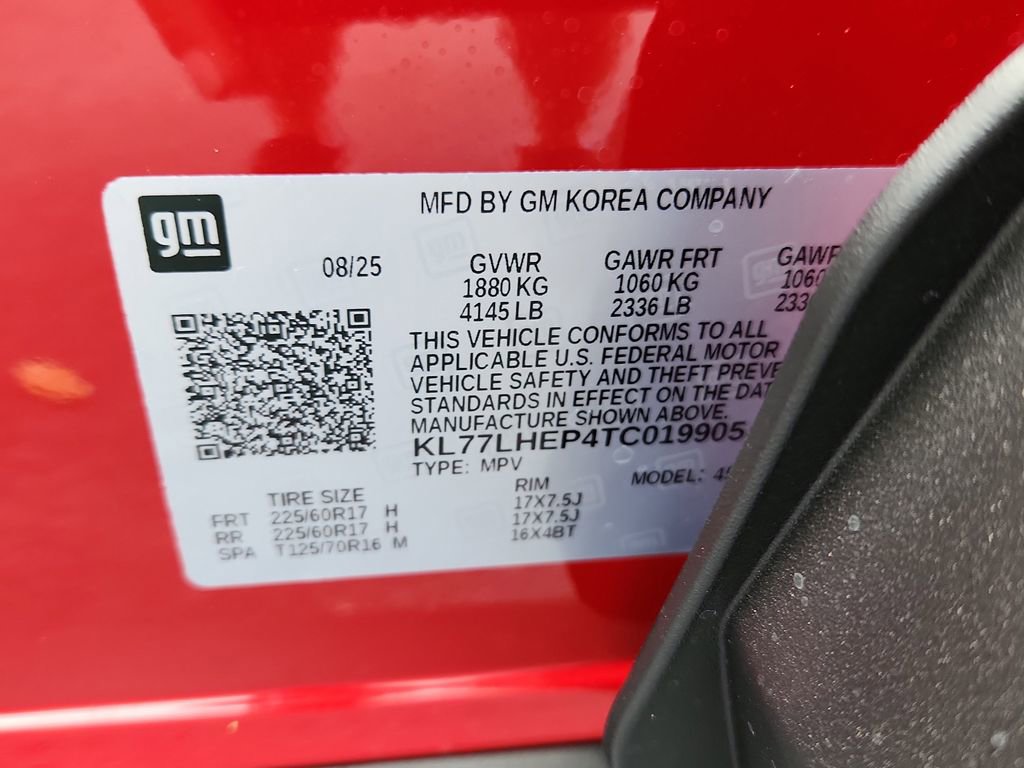 gm
MFD BY GM KOREA COMPANY
08/25 GVWR GAWR FRT
1880 KG 1060 KG 1060
4145 LB 2336 LB
THIS VEHICLE CONFORMS TO ALL
APPLICABLE U.S. FEDERAL MOTOR
VEHICLE SAFETY AND THEFT
STANDARDS IN EFFECT ON THE
MANUFACTURE SHOWN ABOVE.
KL77LHEP4TC019905
TYPE: MPV MODEL:
TIRE SIZE RIM
FRT 225/60R17 H 17X7.5J
RR 225/60R17 H 17X7.5J
SPA T125/70R16 M 16X4BT